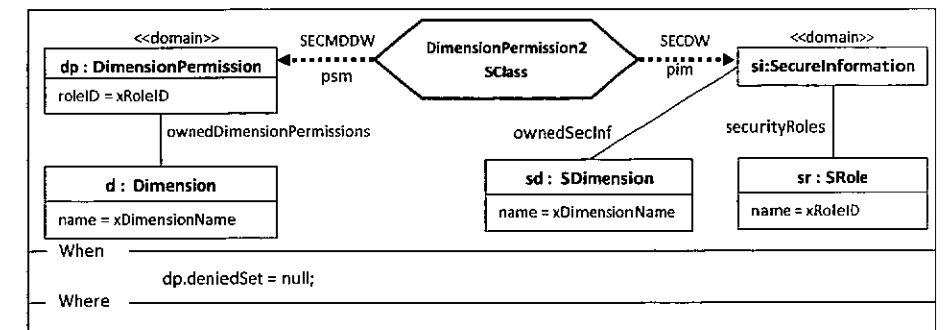 <<domain>>
dp : DimensionPermission
roleID = xRoleID
ownedDimensionPermissions
d : Dimension
name = xDimensionName
SECMDDW
psm
DimensionPermission2
SClass
SECDW
pim
<<domain>>
si:SecureInformation
ownedSecInf
securityRoles
sd : SDimension
name = xDimensionName
sr : SRole
name = xRoleID
When
dp.deniedSet = null;
Where